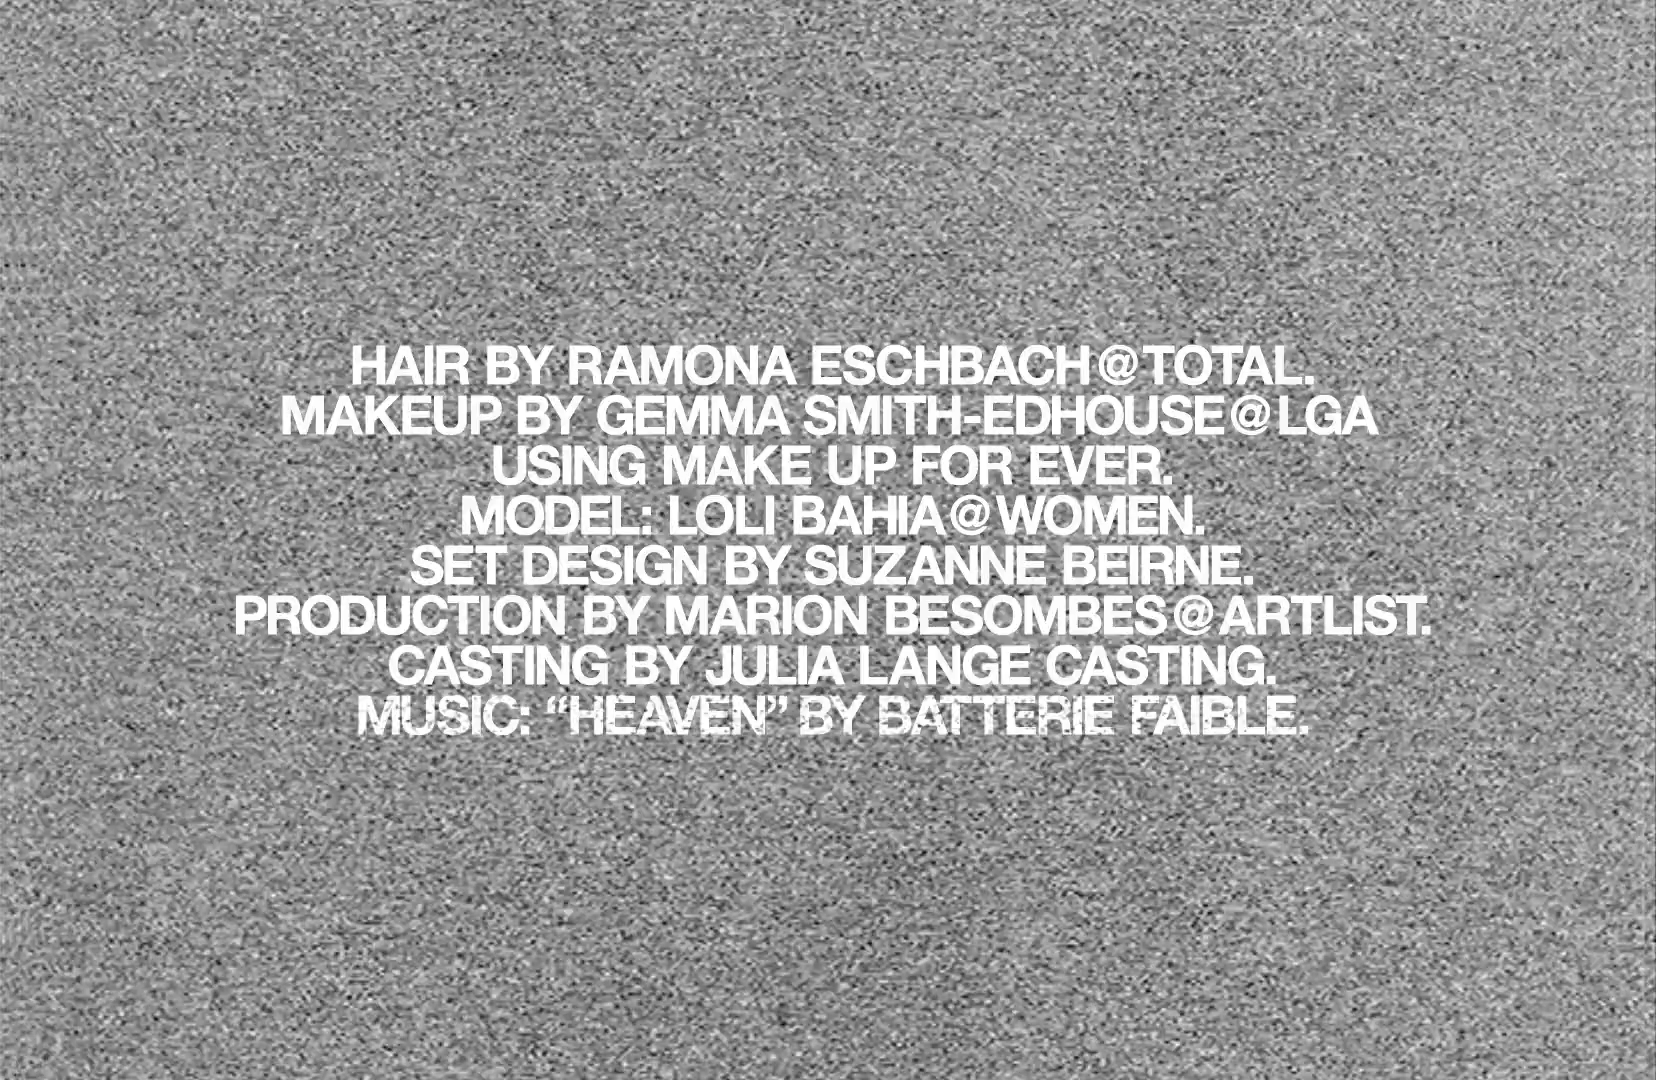 HAIR BY RAMONA ESCHBACH@TOTAL.
MAKEUP BY GEMMA SMITH-EDHOUSE@LGA
USING MAKE UP FOR EVER.
MODEL: LOLI BAHIA@WOMEN.
SET DESIGN BY SUZANNE BEIRNE.
PRODUCTION BY MARION BESOMBES@ARTLIST.
CASTING BY JULIA LANGE CASTING.
MUSIC: “HEAVEN” BY BATTERIE FAIBLE.